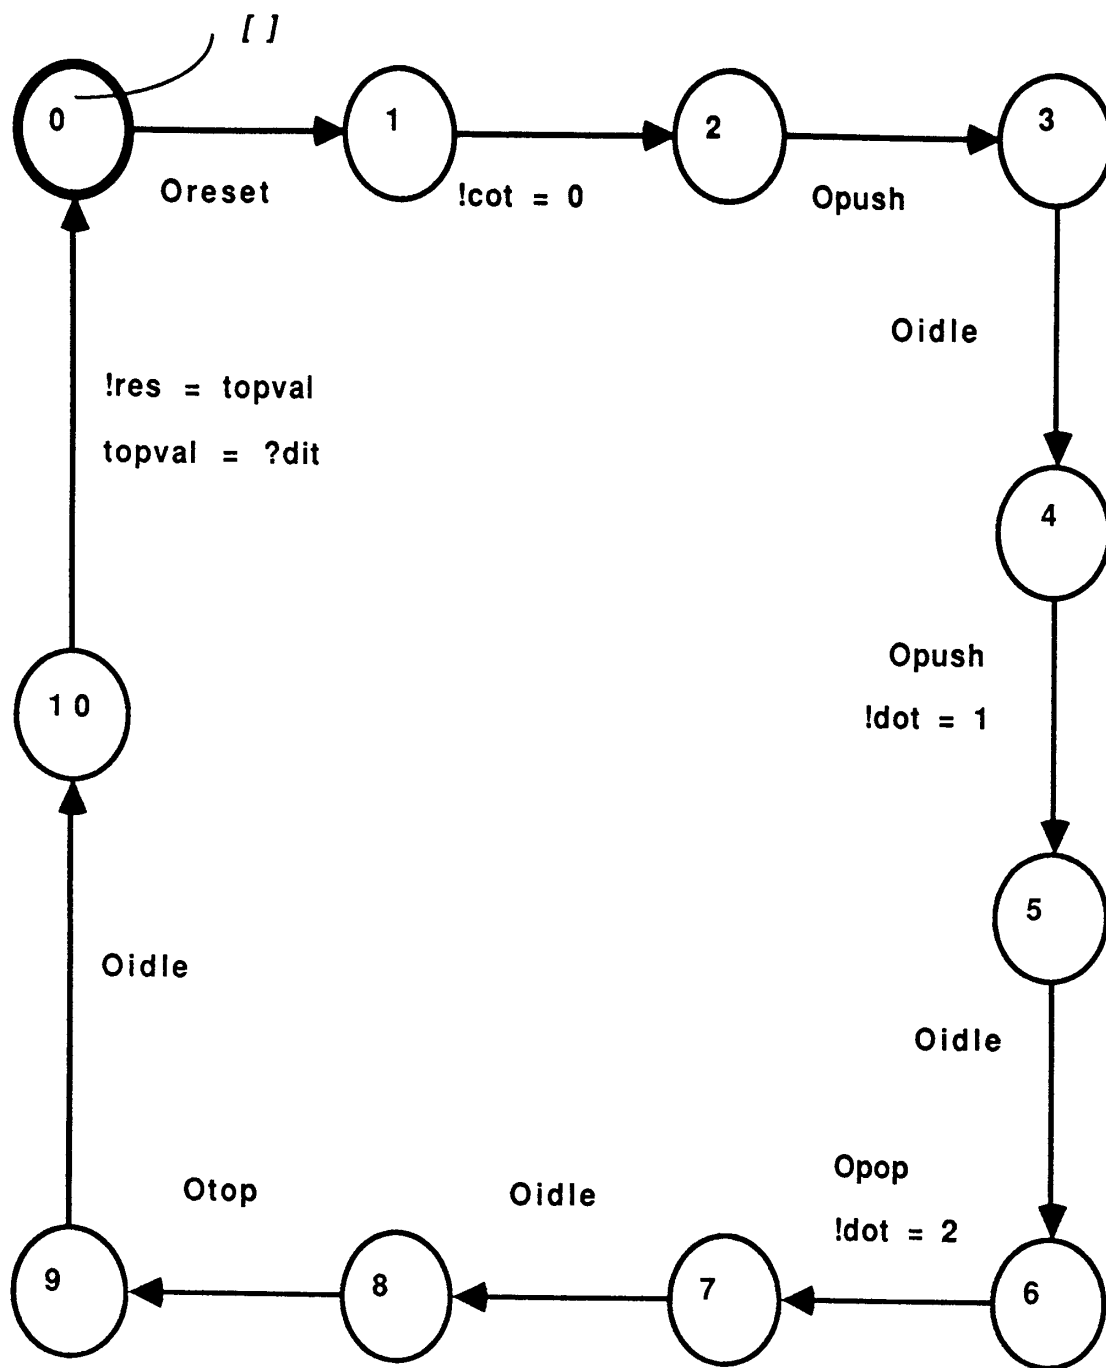 [ ]
0
1
2
3
Oreset
!cot = 0
Opush
Oidle
!res = topval
topval = ?dit
4
Opush
!dot = 1
10
5
Oidle
Oidle
Opop
!dot = 2
Otop
Oidle
9
8
7
6